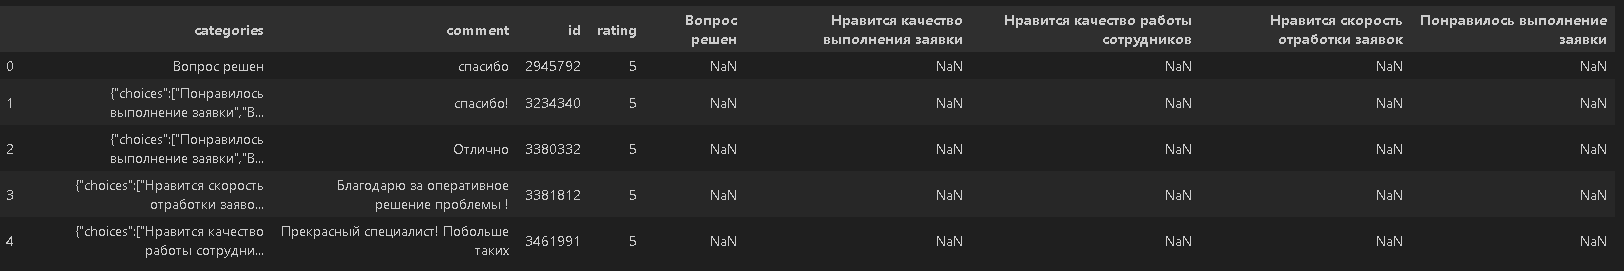 categories comment id rating Вопрос решен Нравится качество выполнения заявки Нравится качество работы сотрудников Нравится скорость отработки заявок Понравилось выполнение заявки
0 Вопрос решен спасибо 2945792 5 NaN NaN NaN NaN NaN
1 {"choices":["Понравилось выполнение заявки","В... спасибо! 3234340 5 NaN NaN NaN NaN NaN
2 {"choices":["Понравилось выполнение заявки","В... Отлично 3380332 5 NaN NaN NaN NaN NaN
3 {"choices":["Нравится скорость отработки заяво... Благодарю за оперативное решение проблемы ! 3381812 5 NaN NaN NaN NaN NaN
4 {"choices":["Нравится качество работы сотрудни... Прекрасный специалист! Побольше таких 3461991 5 NaN NaN NaN NaN NaN